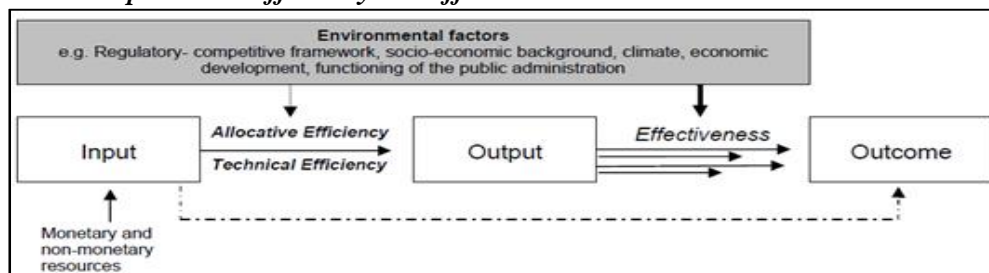 Environmental factors
e.g. Regulatory- competitive framework, socio-economic background, climate, economic
development, functioning of the public administration
Allocative Efficiency
Effectiveness
Input
Output
Outcome
Technical Efficiency
Monetary and
non-monetary
resources